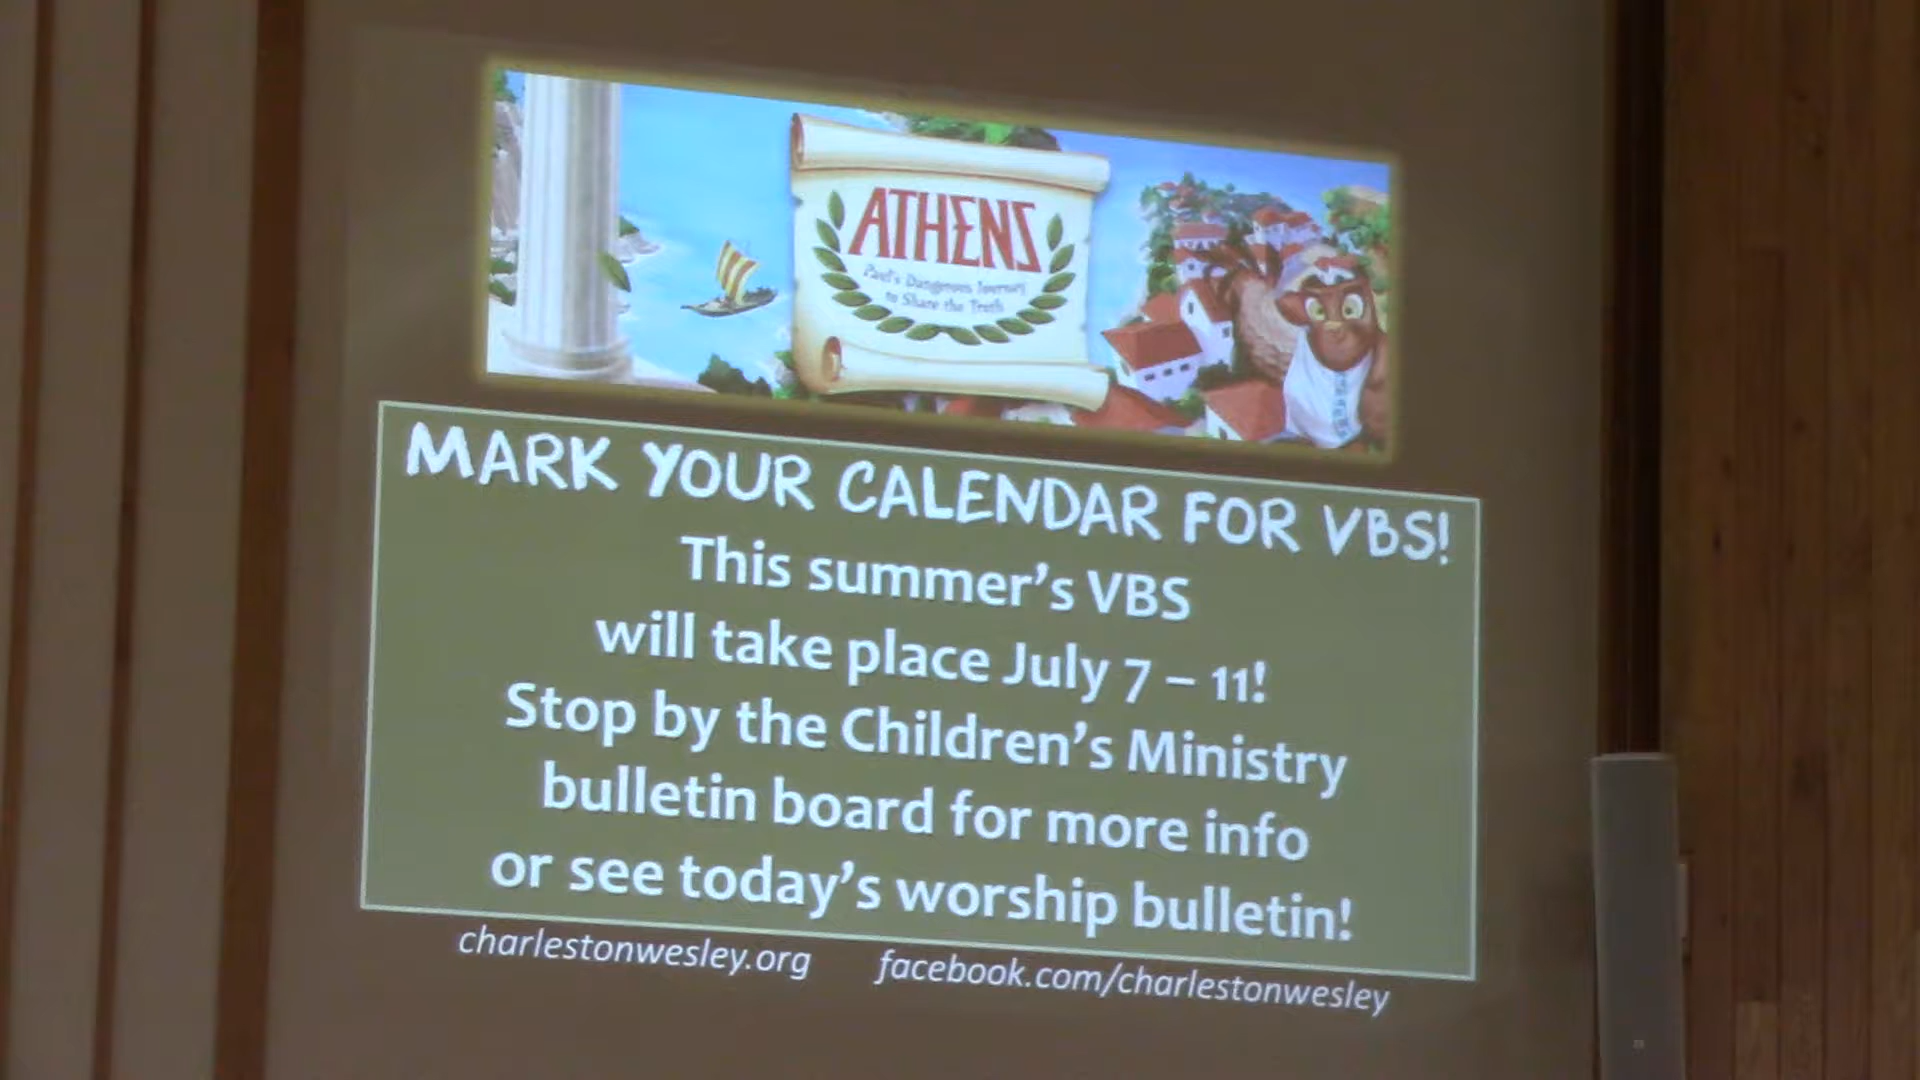 ATHENS
Paul's Dangerous Journey
to Share the Truth
MARK YOUR CALENDAR FOR VBS!
This summer's VBS
will take place July 7 – 11!
Stop by the Children's Ministry
bulletin board for more info
or see today's worship bulletin!
charlestonwesley.org facebook.com/charlestonwesley